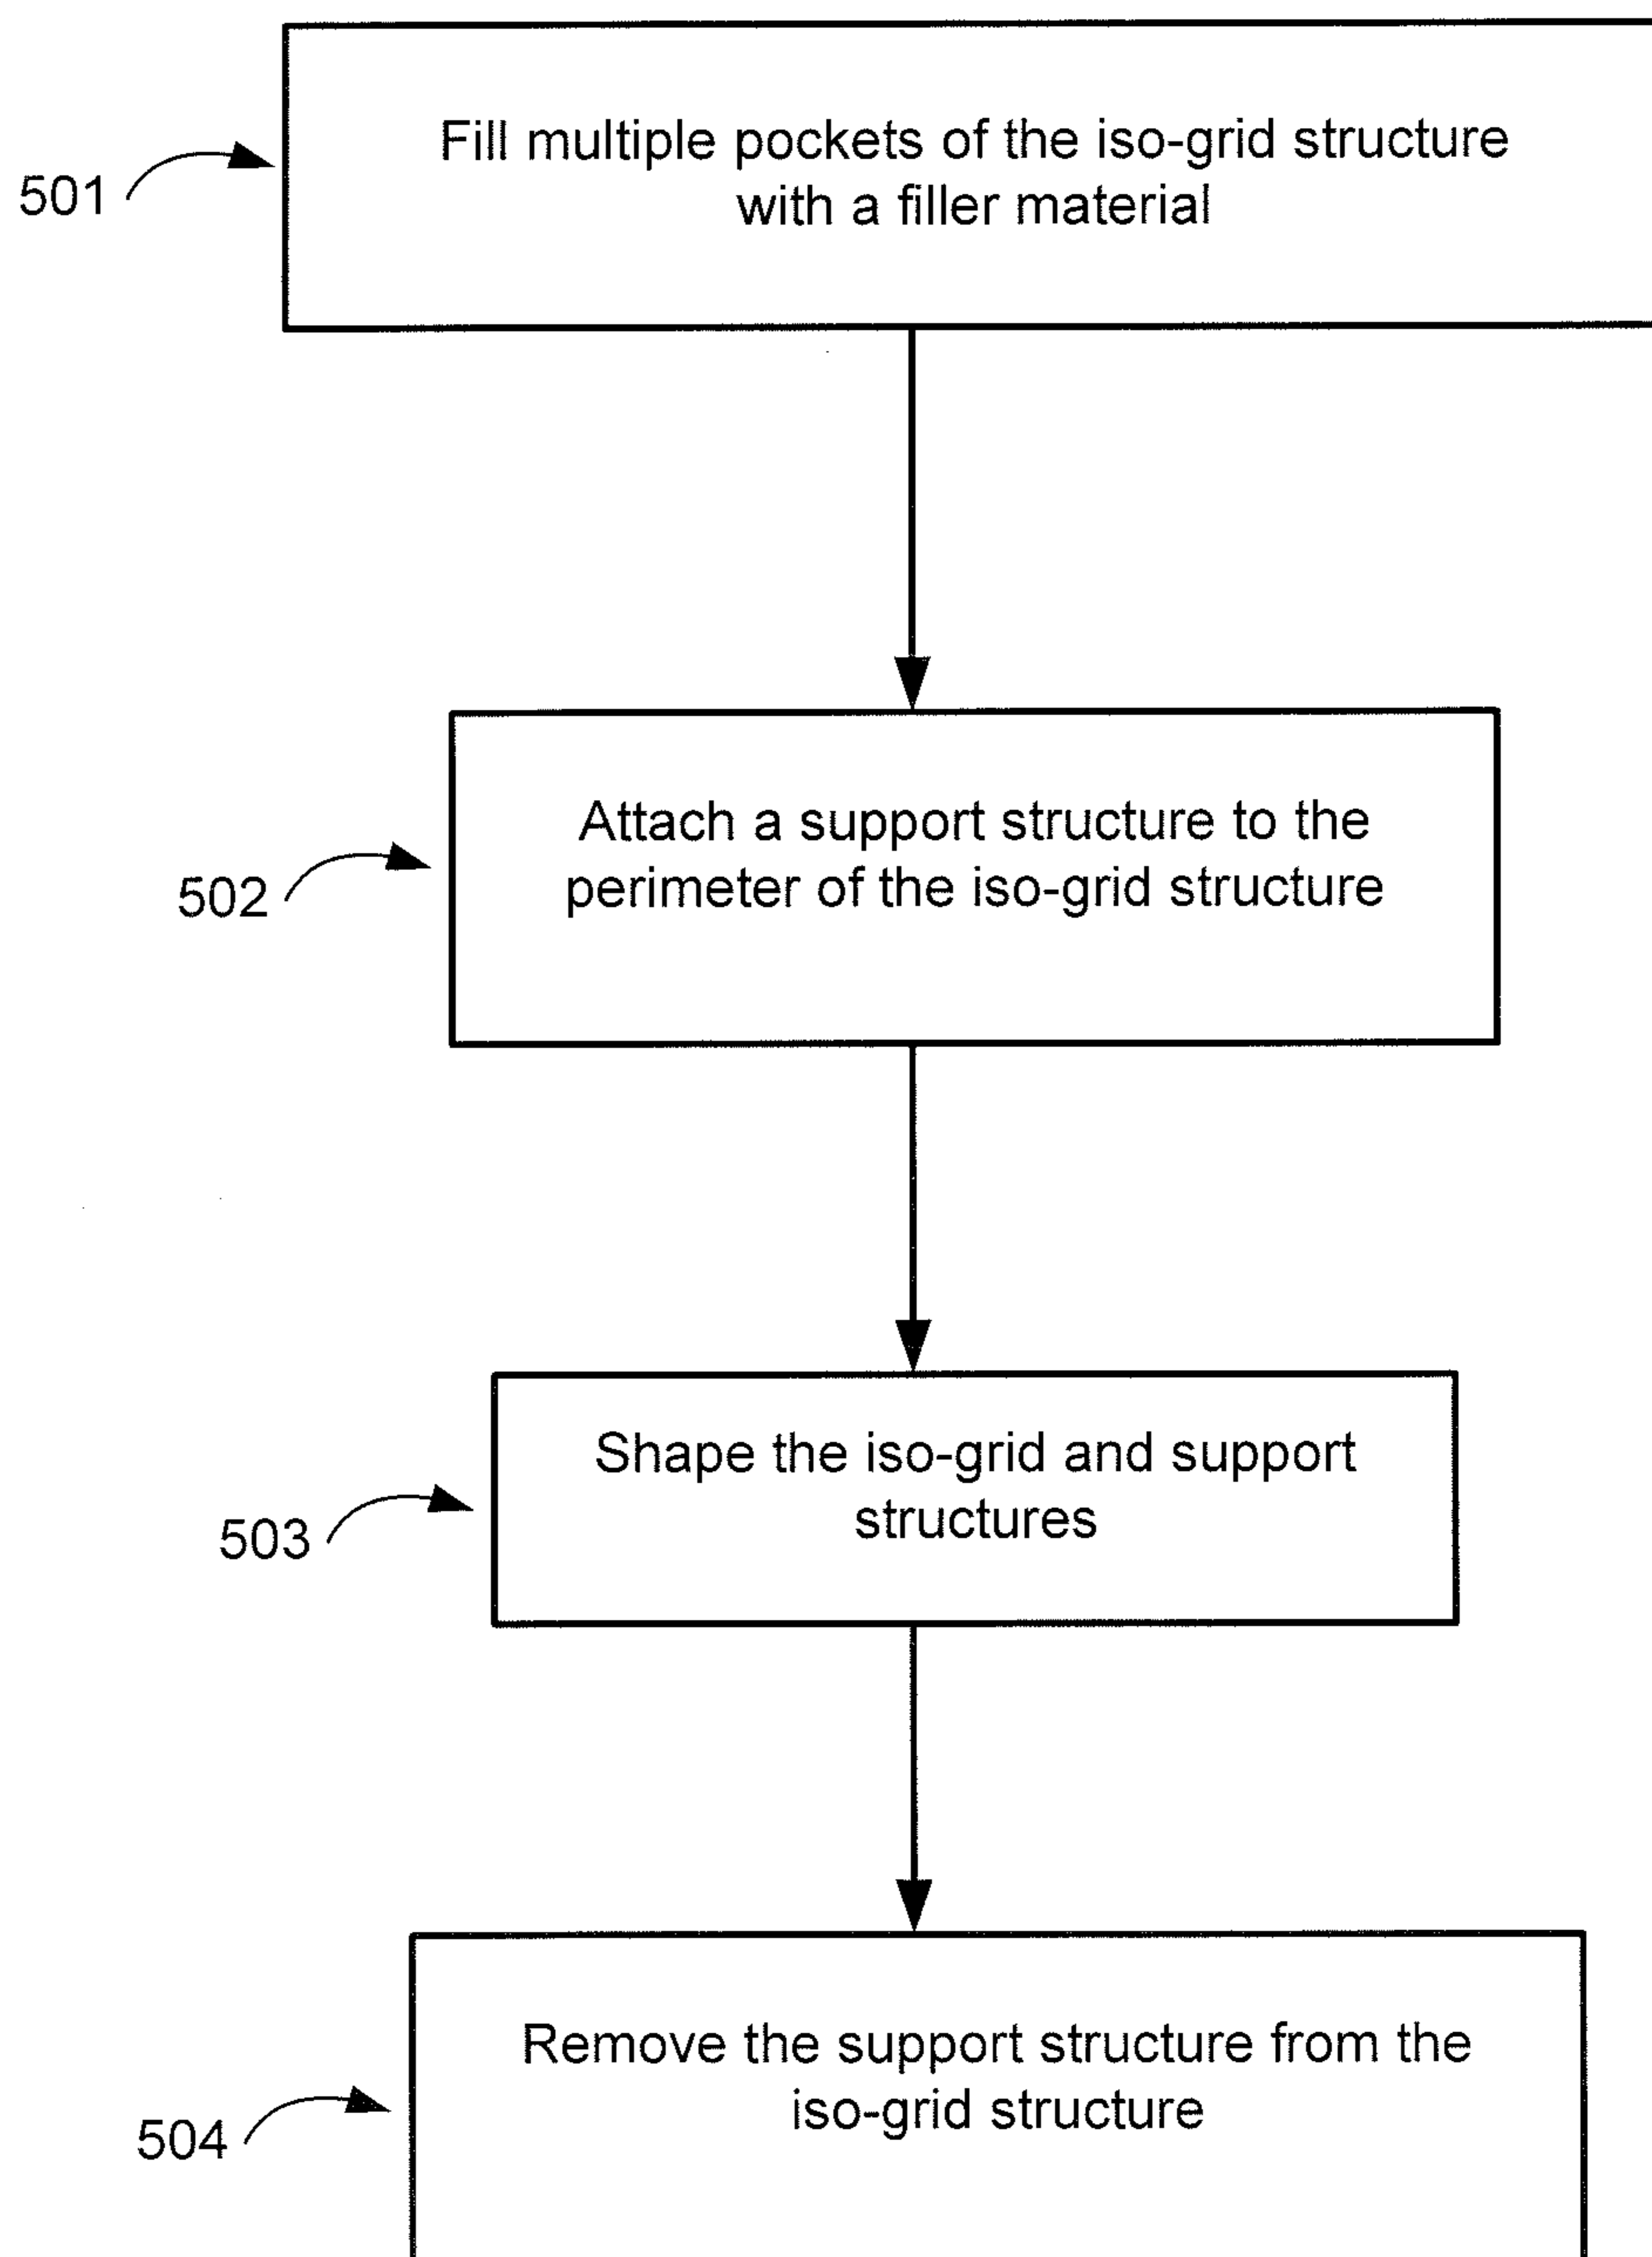 Fill multiple pockets of the iso-grid structure
with a filler material
501
Attach a support structure to the
perimeter of the iso-grid structure
502
Shape the iso-grid and support
structures
503
Remove the support structure from the
iso-grid structure
504